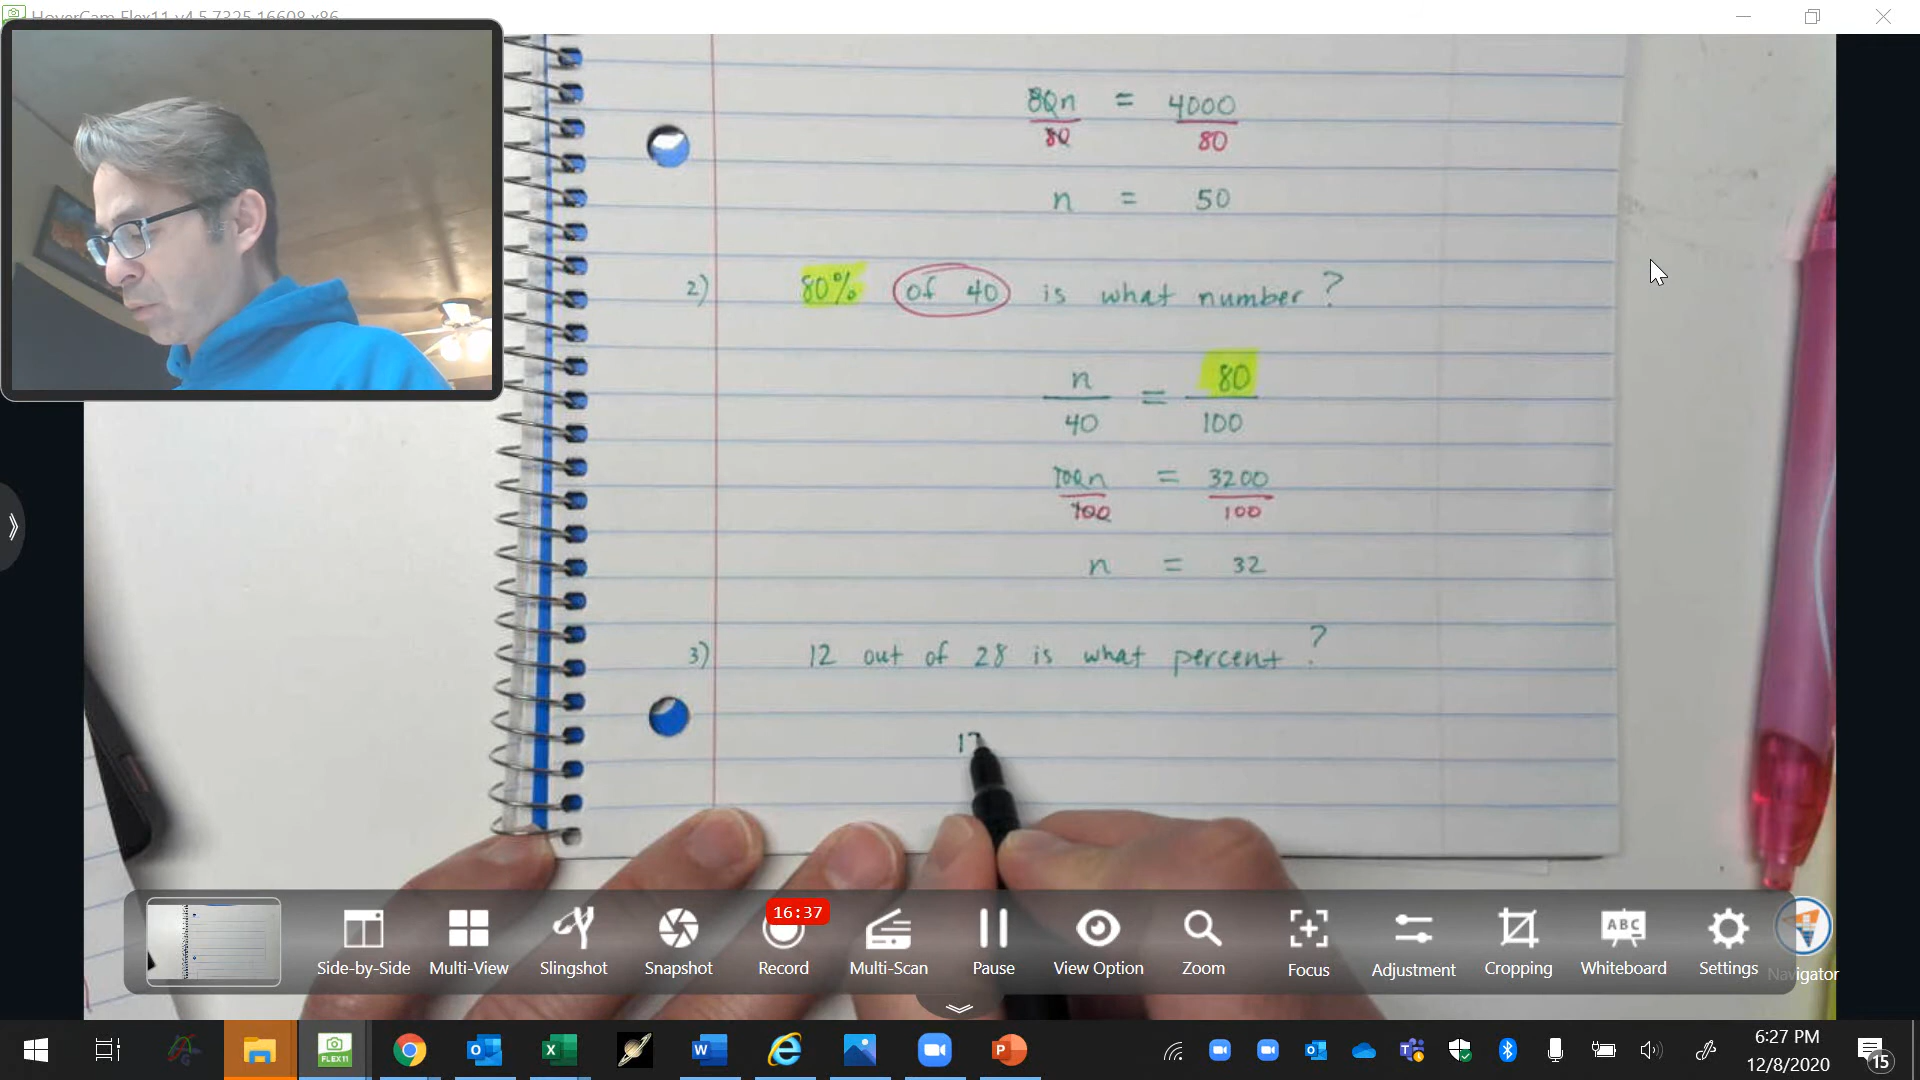 HoverCam Flex11 v4.5.7325.16608 x86
80n = 4000
80 80
n = 50
2) 80% of 40 is what number ?
n = 80
40 100
100n = 3200
100 100
n = 32
3) 12 out of 28 is what percent ?
16:37
Side-by-Side Multi-View Slingshot Snapshot Record Multi-Scan Pause View Option Zoom Focus Adjustment Cropping Whiteboard Settings Navigator
ABC
FLEX11
6:27 PM
12/8/2020
15